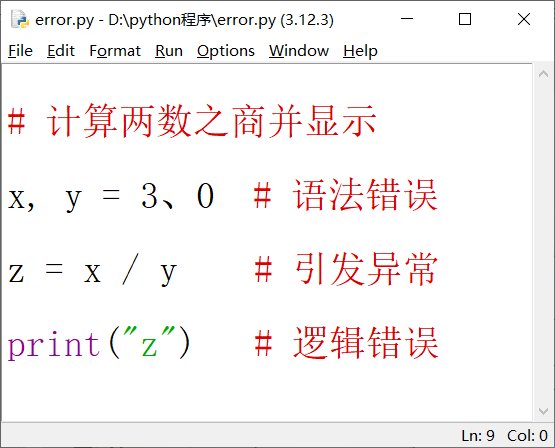 error.py - D:\python程序\error.py (3.12.3)
File Edit Format Run Options Window Help
# 计算两数之商并显示
x, y = 3、0  # 语法错误
z = x / y    # 引发异常
print("z")   # 逻辑错误
Ln: 9 Col: 0